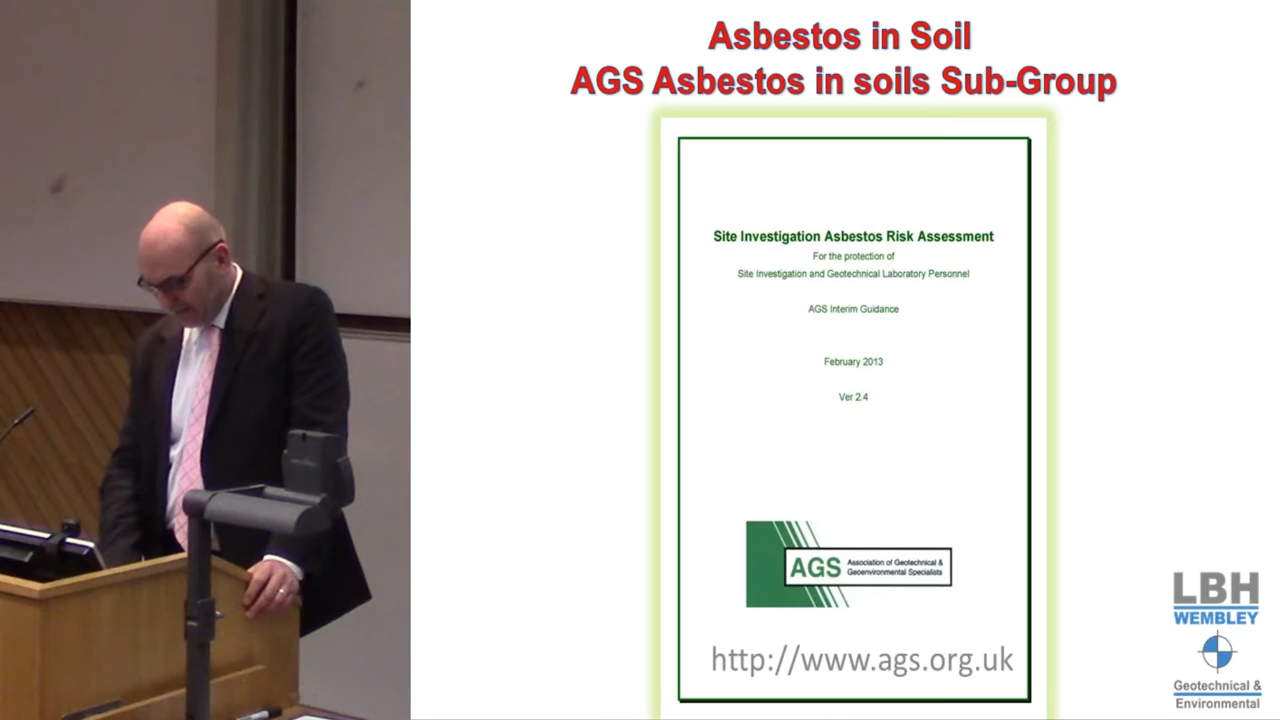 Asbestos in Soil
AGS Asbestos in soils Sub-Group
Site Investigation Asbestos Risk Assessment
For the protection of
Site Investigation and Geotechnical Laboratory Personnel
AGS Interim Guidance
February 2013
Ver 2.4
AGS
Association of Geotechnical &
Geoenvironmental Specialists
http://www.ags.org.uk
LBH
WEMBLEY
Geotechnical &
Environmental